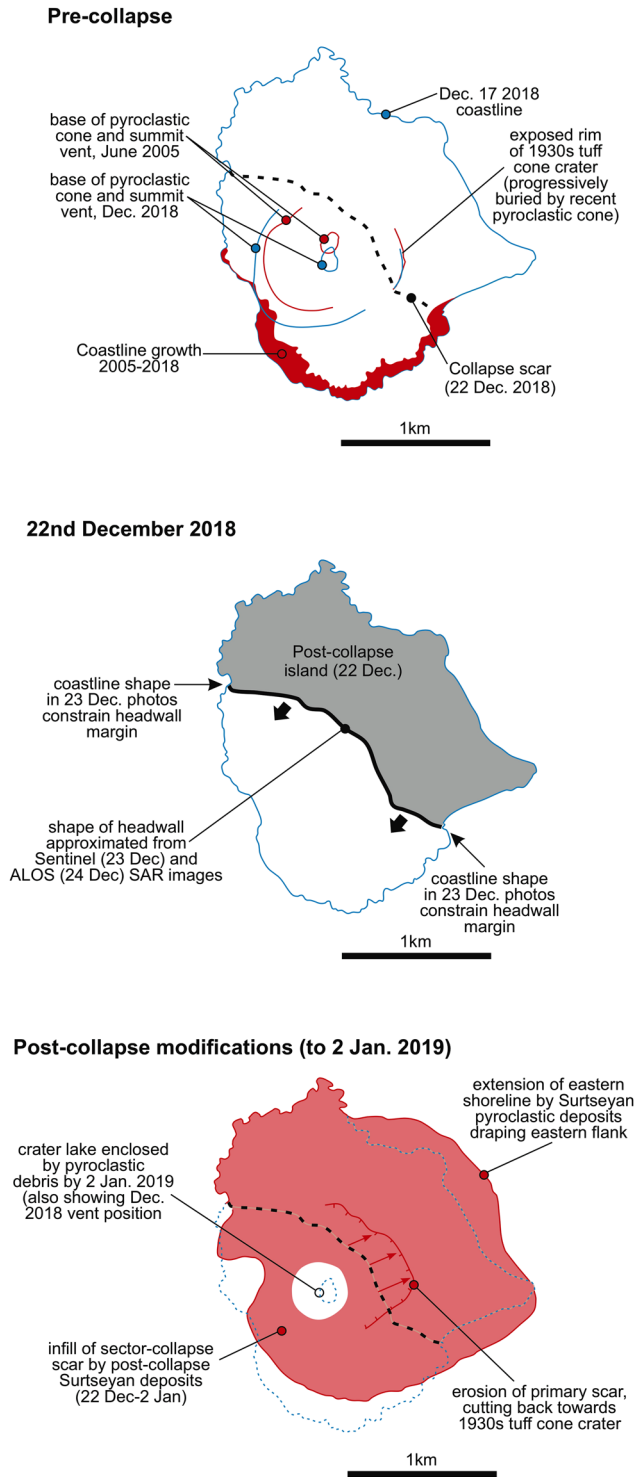 Pre-collapse
Dec. 17 2018
coastline
base of pyroclastic
cone and summit
vent, June 2005
exposed rim
of 1930s tuff
cone crater
(progressively
buried by recent
pyroclastic cone)
base of pyroclastic
cone and summit
vent, Dec. 2018
Coastline growth
2005-2018
Collapse scar
(22 Dec. 2018)
1km
22nd December 2018
Post-collapse
island (22 Dec.)
coastline shape
in 23 Dec. photos
constrain headwall
margin
shape of headwall
approximated from
Sentinel (23 Dec) and
ALOS (24 Dec) SAR images
coastline shape
in 23 Dec. photos
constrain headwall
margin
1km
Post-collapse modifications (to 2 Jan. 2019)
extension of eastern
shoreline by Surtseyan
pyroclastic deposits
draping eastern flank
crater lake enclosed
by pyroclastic
debris by 2 Jan. 2019
(also showing Dec.
2018 vent position
infill of sector-collapse
scar by post-collapse
Surtseyan deposits
(22 Dec-2 Jan)
erosion of primary scar,
cutting back towards
1930s tuff cone crater
1km